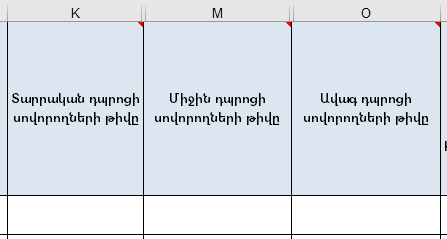 K M O
Տարրական դպրոցի
սովորողների թիվը
Միջին դպրոցի
սովորողների թիվը
Ավագ դպրոցի
սովորողների թիվը